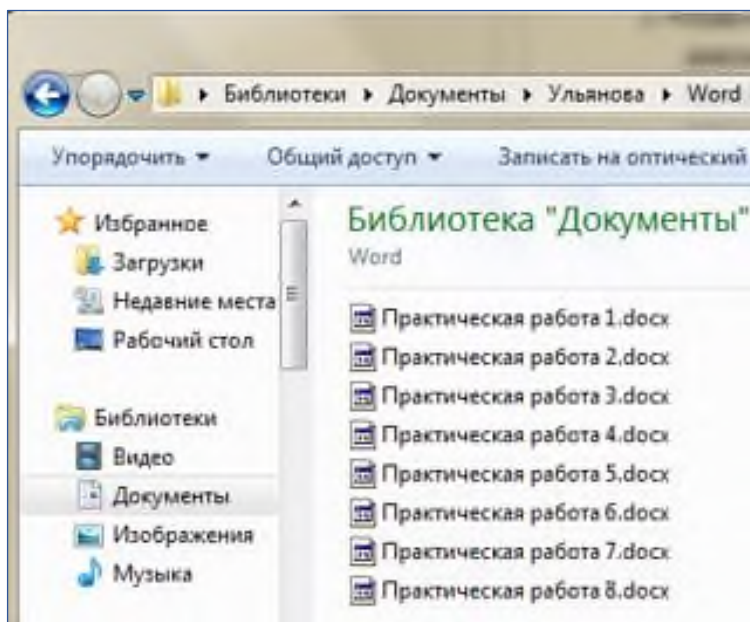 Библиотеки Документы Ульянова Word
Упорядочить Общий доступ Записать на оптический
Избранное
Загрузки
Недавние места
Рабочий стол
Библиотеки
Видео
Документы
Изображения
Музыка
Библиотека "Документы"
Word
Практическая работа 1.docx
Практическая работа 2.docx
Практическая работа 3.docx
Практическая работа 4.docx
Практическая работа 5.docx
Практическая работа 6.docx
Практическая работа 7.docx
Практическая работа 8.docx